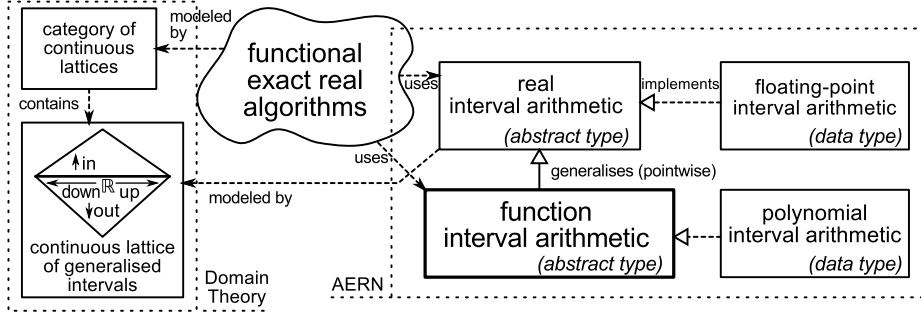 category of
continuous
lattices
contains
in
ℝ
down up
out
continuous lattice
of generalised
intervals
Domain
Theory
modeled
by
functional
exact real
algorithms
uses
uses
modeled by
AERN
real
interval arithmetic
(abstract type)
implements
floating-point
interval arithmetic
(data type)
generalises (pointwise)
function
interval arithmetic
(abstract type)
polynomial
interval arithmetic
(data type)